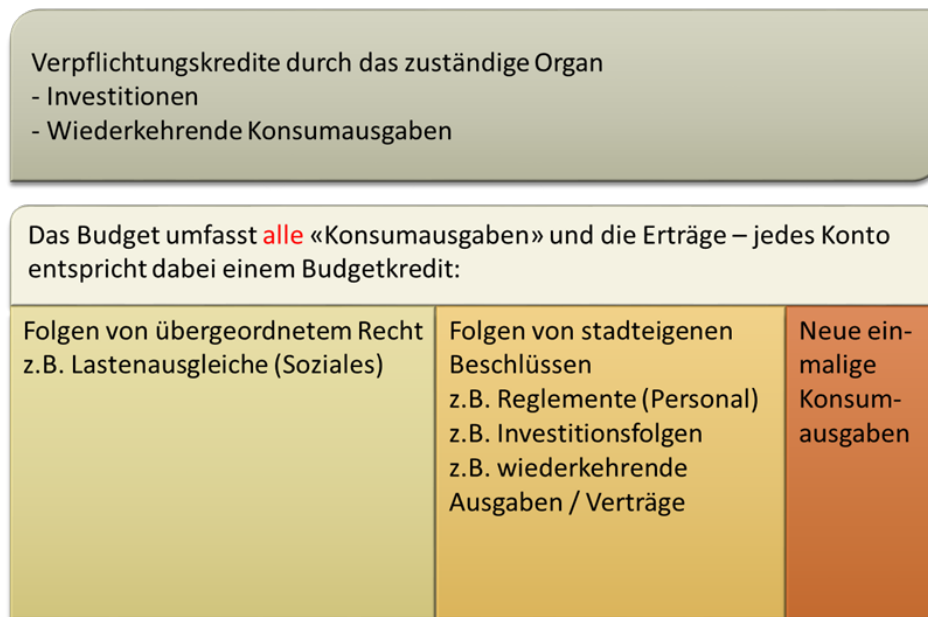 Verpflichtungskredite durch das zuständige Organ
- Investitionen
- Wiederkehrende Konsumausgaben
Das Budget umfasst alle «Konsumausgaben» und die Erträge – jedes Konto
entspricht dabei einem Budgetkredit:
Folgen von übergeordnetem Recht
z.B. Lastenausgleiche (Soziales)
Folgen von stadteigenen
Beschlüssen
z.B. Reglemente (Personal)
z.B. Investitionsfolgen
z.B. wiederkehrende
Ausgaben / Verträge
Neue ein-
malige
Konsum-
ausgaben